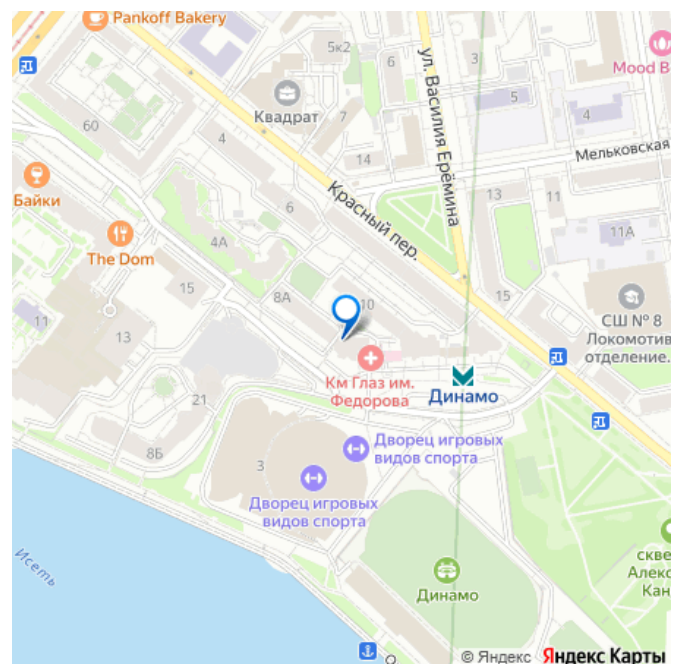 Pankoff Bakery
5к2
3
Mood B
Квадрат
7
ул. Василия Ерёмина
5
4
60
4
14
Мельковская
Байки
6
Красный пер.
13
11
The Dom
4А
11А
15
8А
10
15
СШ № 8
Локомотив
отделение.
11
13
Км Глаз им.
Федорова
Динамо
21
8Б
3
Дворец игровых
видов спорта
Дворец игровых
видов спорта
Исеть
Динамо
скве
Алекс
Кан
© Яндекс Яндекс Карты